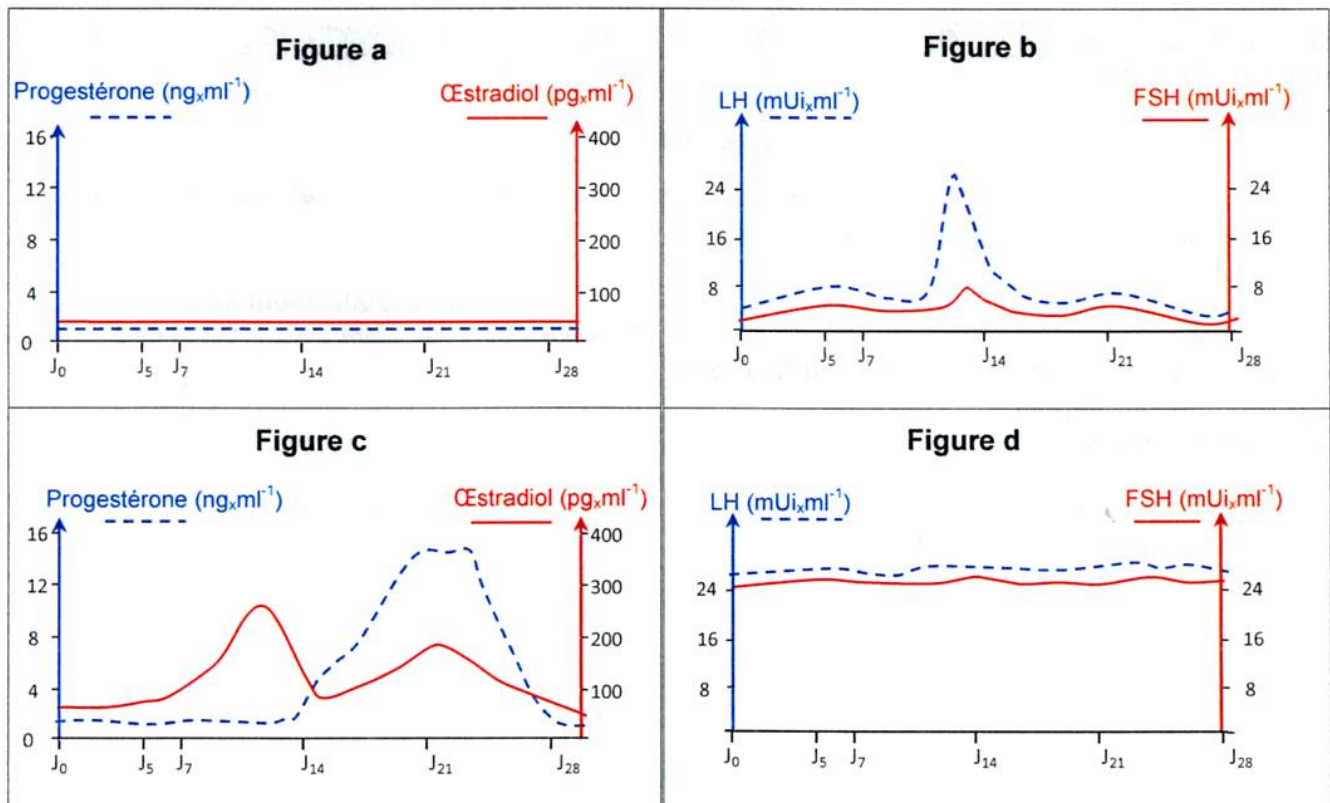 Figure a
Progestérone (ngₓml⁻¹) Œstradiol (pgₓml⁻¹)
16 400
12 300
8 200
4 100
0
J₀ J₅ J₇ J₁₄ J₂₁ J₂₈
Figure b
LH (mUiₓml⁻¹) FSH (mUiₓml⁻¹)
24 24
16 16
8 8
J₀ J₅ J₇ J₁₄ J₂₁ J₂₈
Figure c
Progestérone (ngₓml⁻¹) Œstradiol (pgₓml⁻¹)
16 400
12 300
8 200
4 100
0
J₀ J₅ J₇ J₁₄ J₂₁ J₂₈
Figure d
LH (mUiₓml⁻¹) FSH (mUiₓml⁻¹)
24 24
16 16
8 8
J₀ J₅ J₇ J₁₄ J₂₁ J₂₈